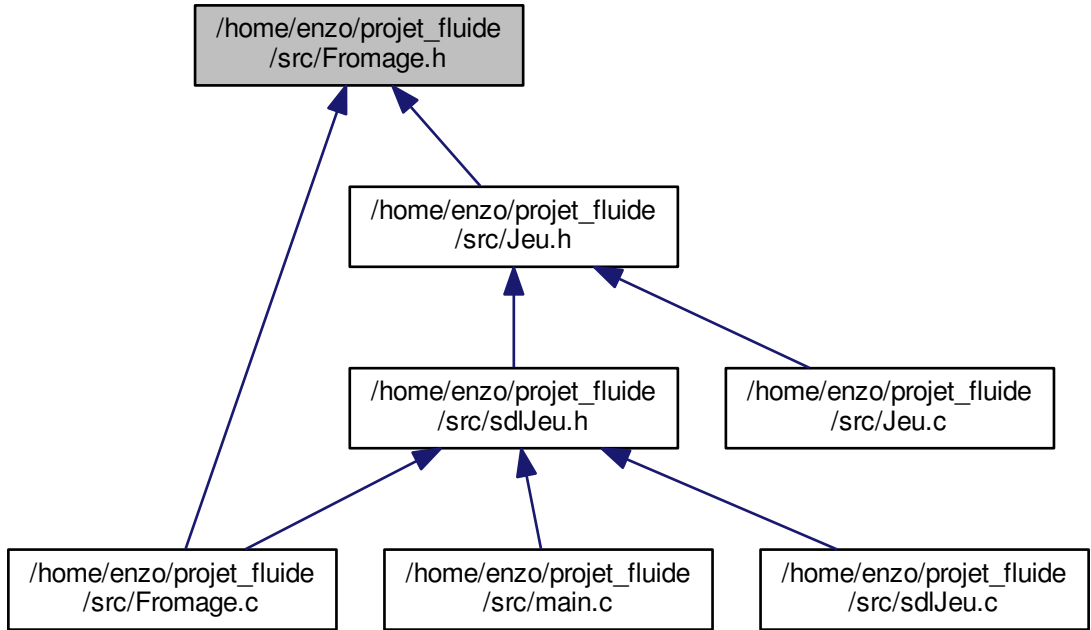 /home/enzo/projet_fluide
/src/Fromage.h
/home/enzo/projet_fluide
/src/Jeu.h
/home/enzo/projet_fluide
/src/sdlJeu.h
/home/enzo/projet_fluide
/src/Jeu.c
/home/enzo/projet_fluide
/src/Fromage.c
/home/enzo/projet_fluide
/src/main.c
/home/enzo/projet_fluide
/src/sdlJeu.c